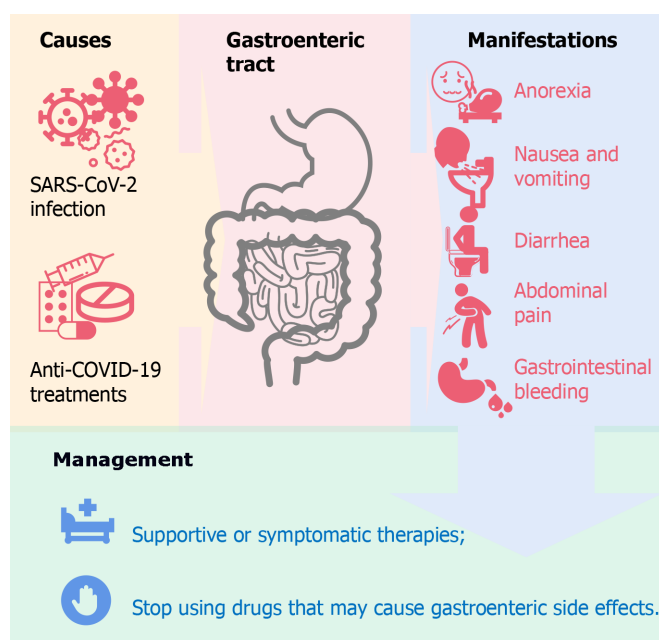 Causes
SARS-CoV-2
infection
Anti-COVID-19
treatments
Gastroenteric
tract
Manifestations
Anorexia
Nausea and
vomiting
Diarrhea
Abdominal
pain
Gastrointestinal
bleeding
Management
Supportive or symptomatic therapies;
Stop using drugs that may cause gastroenteric side effects.